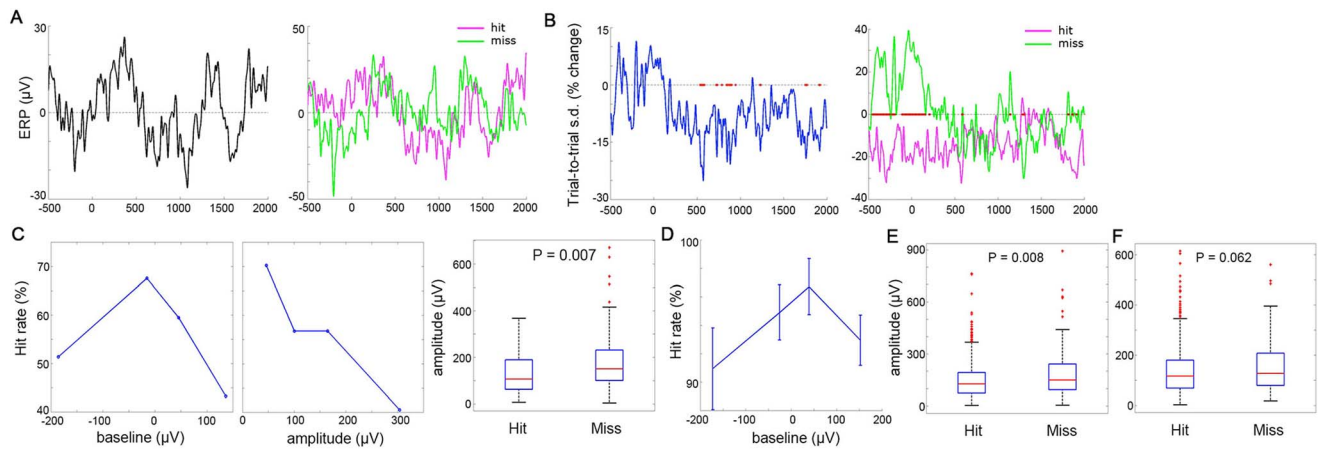 A
B
30
0
-30
ERP (μV)
-500 0 500 1000 1500 2000
hit
miss
50
0
-50
-500 0 500 1000 1500 2000
15
0
-15
-30
Trial-to-trial s.d. (% change)
-500 0 500 1000 1500 2000
hit
miss
40
20
0
-20
-40
-500 0 500 1000 1500 2000
C
70
60
50
40
Hit rate (%)
-200 -100 0 100
baseline (μV)
0 100 200 300
amplitude (μV)
P = 0.007
600
400
200
0
amplitude (μV)
Hit Miss
D
100
90
Hit rate (%)
-200 -100 0 100 200
baseline (μV)
E
P = 0.008
900
600
300
0
amplitude (μV)
Hit Miss
F
P = 0.062
600
400
200
0
Hit Miss